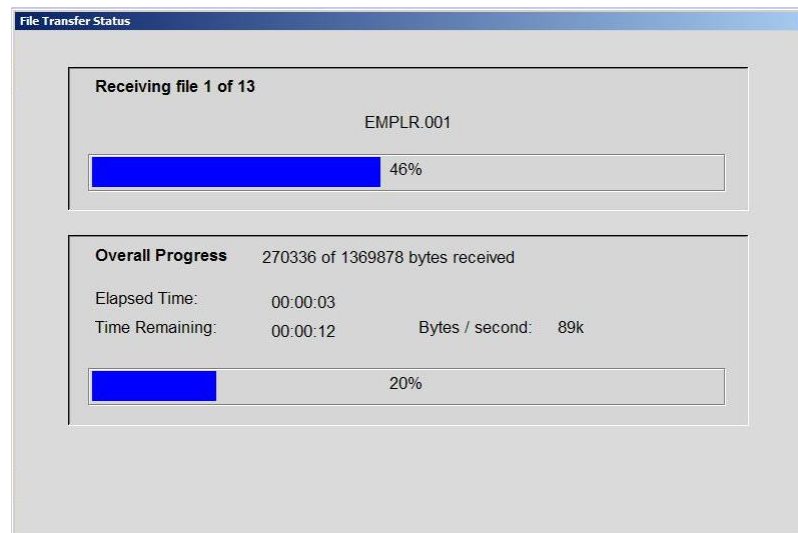 File Transfer Status
Receiving file 1 of 13
EMPLR.001
46%
Overall Progress 270336 of 1369878 bytes received
Elapsed Time: 00:00:03
Time Remaining: 00:00:12 Bytes / second: 89k
20%